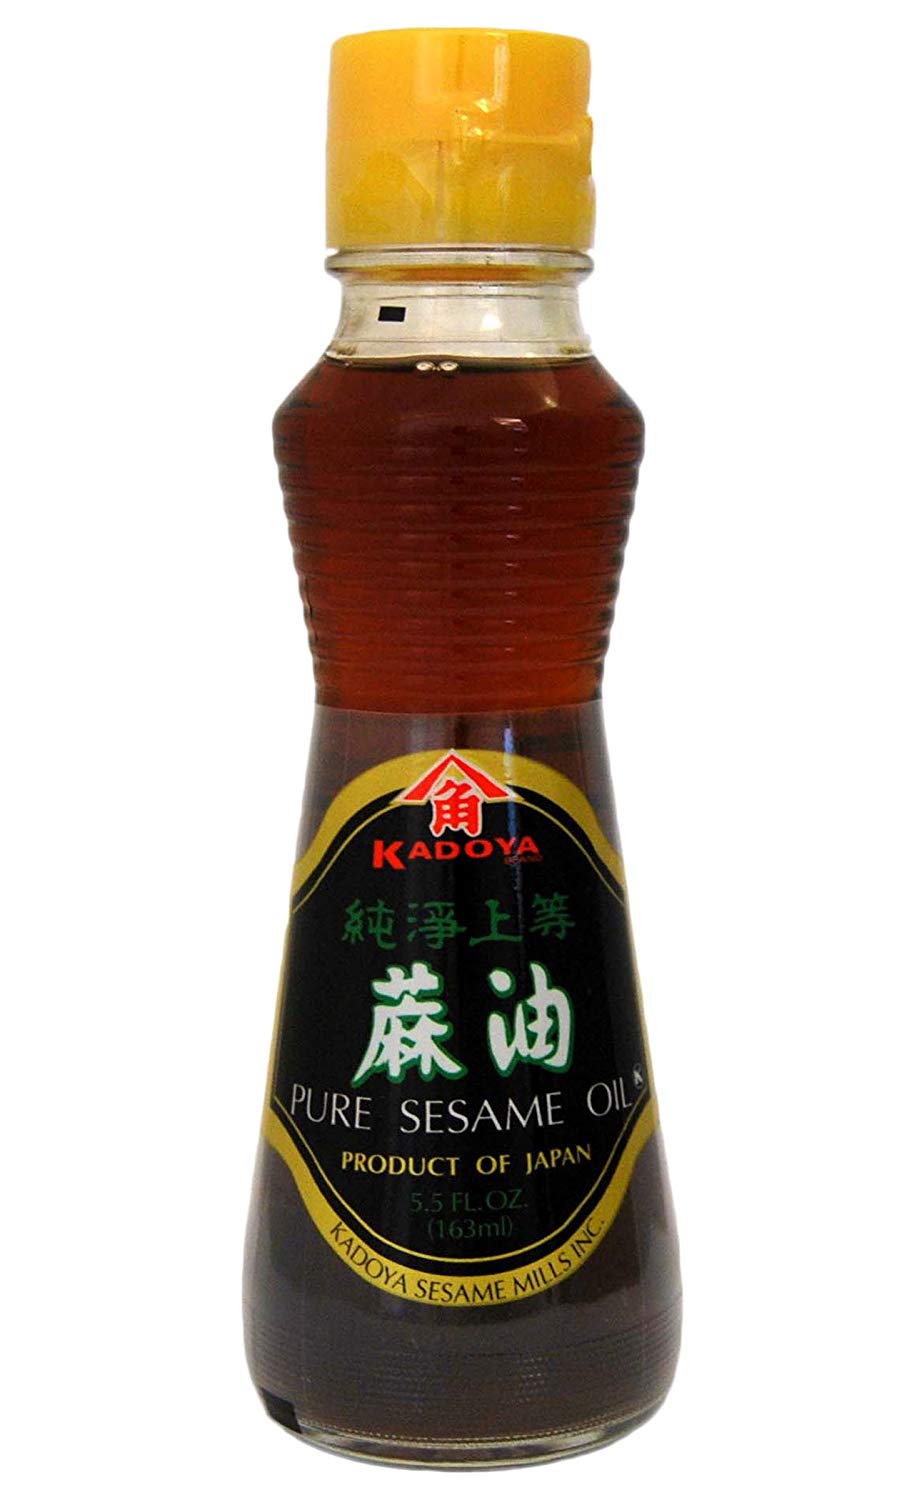 角
KADOYA
BRAND
純淨上等
蔴油
PURE SESAME OIL K
PRODUCT OF JAPAN
5.5 FL. OZ.
(163ml)
KADOYA SESAME MILLS INC.